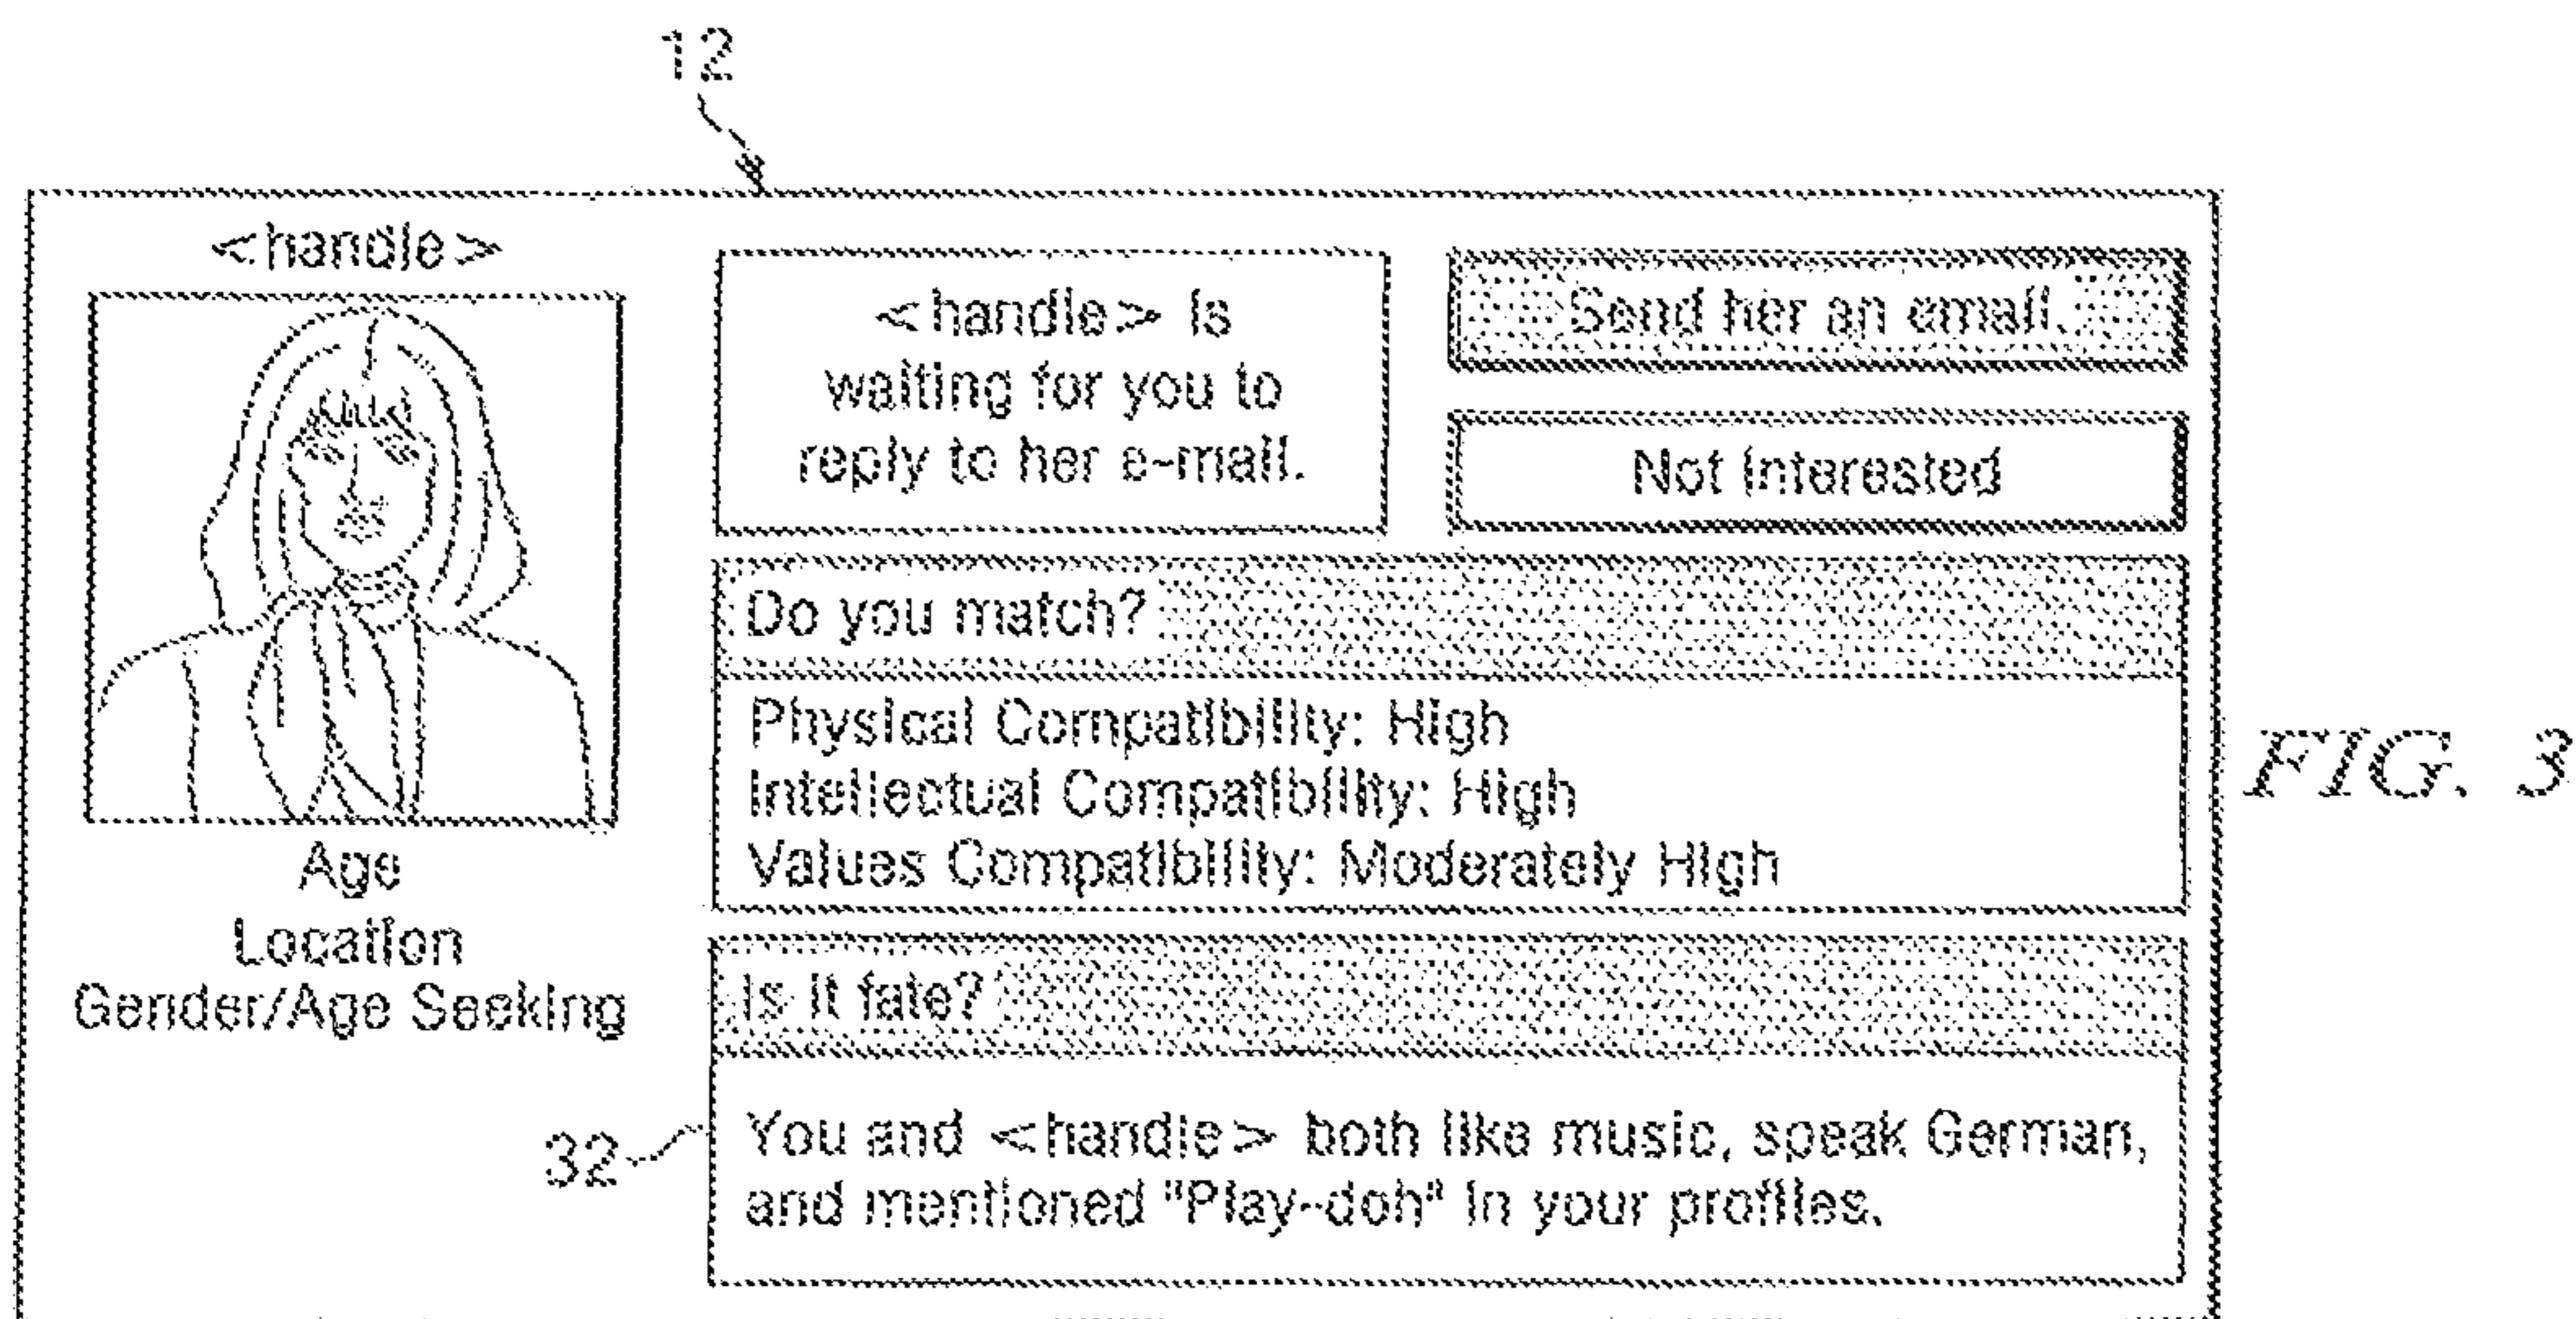 12
<handle>
<handle> is
waiting for you to
reply to her e-mail.
Send her an email.
Not Interested
Do you match?
Physical Compatibility: High
Intellectual Compatibility: High
Values Compatibility: Moderately High
Age
Location
Gender/Age Seeking
Is it fate?
32
You and <handle> both like music, speak German,
and mentioned "Play-doh" in your profiles.
FIG. 3